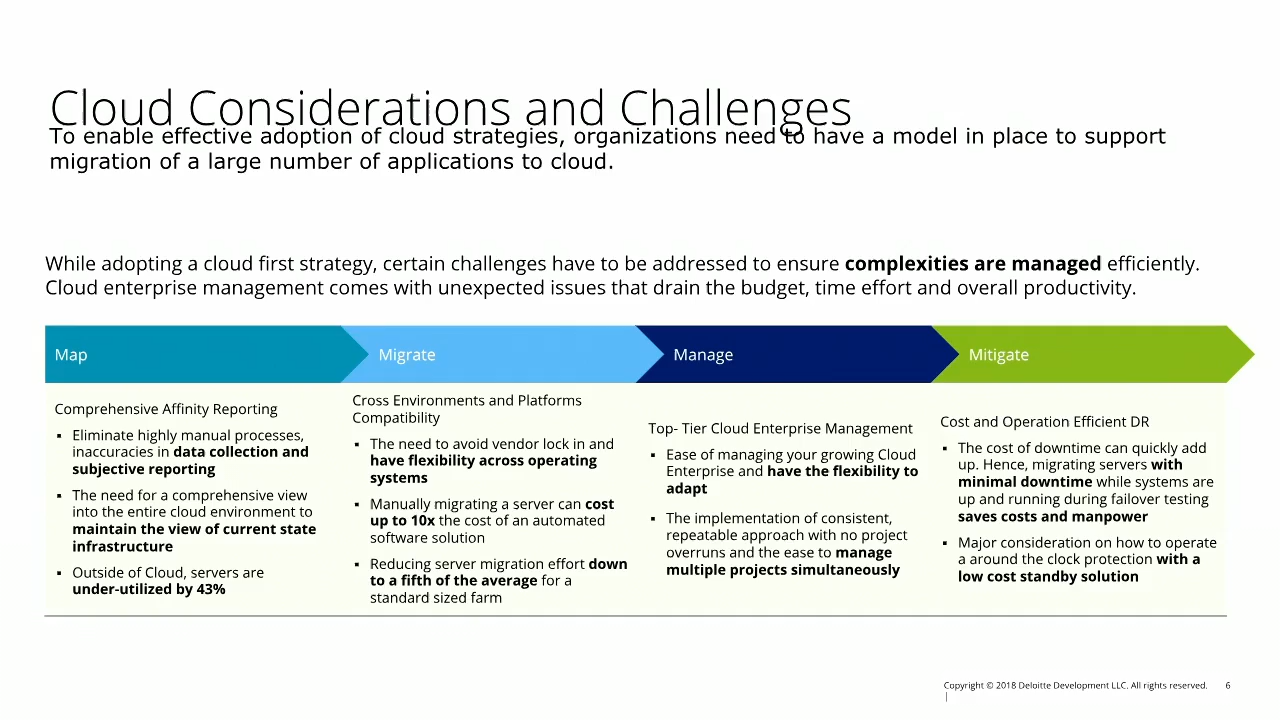 Cloud Considerations and Challenges
To enable effective adoption of cloud strategies, organizations need to have a model in place to support
migration of a large number of applications to cloud.
While adopting a cloud first strategy, certain challenges have to be addressed to ensure complexities are managed efficiently.
Cloud enterprise management comes with unexpected issues that drain the budget, time effort and overall productivity.
Map
Comprehensive Affinity Reporting
▪ Eliminate highly manual processes,
inaccuracies in data collection and
subjective reporting
▪ The need for a comprehensive view
into the entire cloud environment to
maintain the view of current state
infrastructure
▪ Outside of Cloud, servers are
under-utilized by 43%
Migrate
Cross Environments and Platforms
Compatibility
▪ The need to avoid vendor lock in and
have flexibility across operating
systems
▪ Manually migrating a server can cost
up to 10x the cost of an automated
software solution
▪ Reducing server migration effort down
to a fifth of the average for a
standard sized farm
Manage
Top- Tier Cloud Enterprise Management
▪ Ease of managing your growing Cloud
Enterprise and have the flexibility to
adapt
▪ The implementation of consistent,
repeatable approach with no project
overruns and the ease to manage
multiple projects simultaneously
Mitigate
Cost and Operation Efficient DR
▪ The cost of downtime can quickly add
up. Hence, migrating servers with
minimal downtime while systems are
up and running during failover testing
saves costs and manpower
▪ Major consideration on how to operate
a around the clock protection with a
low cost standby solution
Copyright © 2018 Deloitte Development LLC. All rights reserved. 6
|